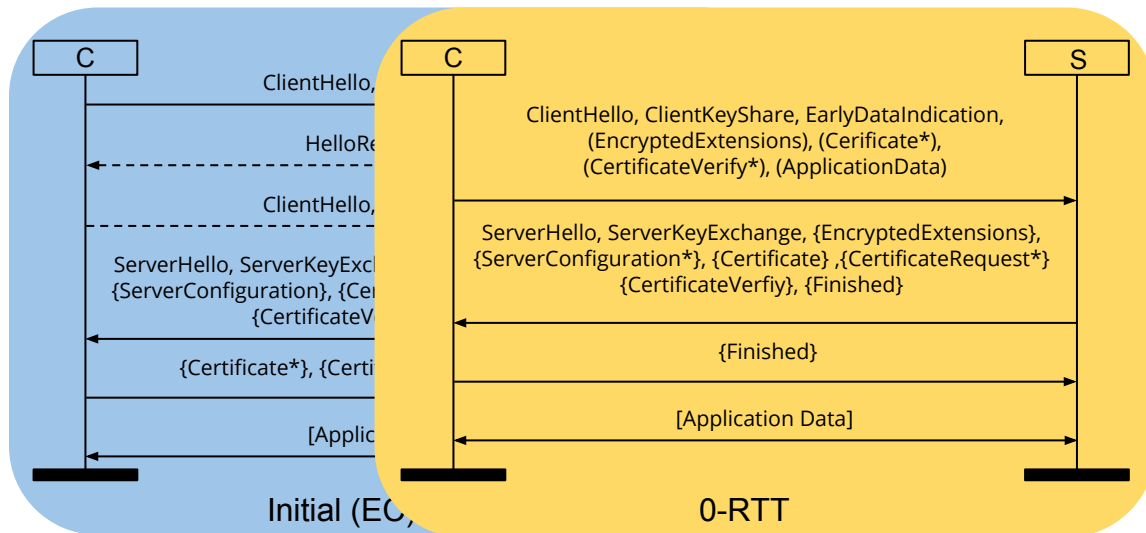 C
ClientHello,
HelloRe
ClientHello,
ServerHello, ServerKeyExch
{ServerConfiguration}, {Cer
{CertificateVe
{Certificate*}, {Certi
[Applic
Initial (EC)
C
S
ClientHello, ClientKeyShare, EarlyDataIndication,
(EncryptedExtensions), (Cerificate*),
(CertificateVerify*), (ApplicationData)
ServerHello, ServerKeyExchange, {EncryptedExtensions},
{ServerConfiguration*}, {Certificate} ,{CertificateRequest*}
{CertificateVerfiy}, {Finished}
{Finished}
[Application Data]
0-RTT